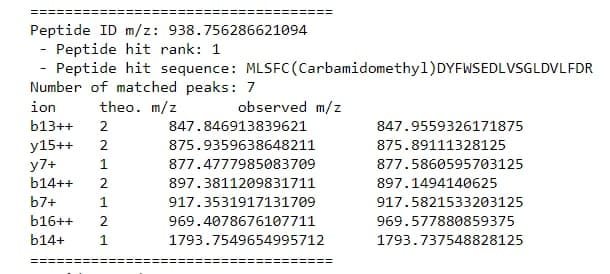 ===================================
Peptide ID m/z: 938.756286621094
- Peptide hit rank: 1
- Peptide hit sequence: MLSFC(Carbamidomethyl)DYFWSEDLVSGLDVLFDR
Number of matched peaks: 7
ion theo. m/z observed m/z
b13++ 2 847.846913839621 847.9559326171875
y15++ 2 875.9359638648211 875.89111328125
y7+ 1 877.4777985083709 877.5860595703125
b14++ 2 897.3811209831711 897.1494140625
b7+ 1 917.3531917131709 917.5821533203125
b16++ 2 969.4078676107711 969.577880859375
b14+ 1 1793.7549654995712 1793.737548828125
===================================